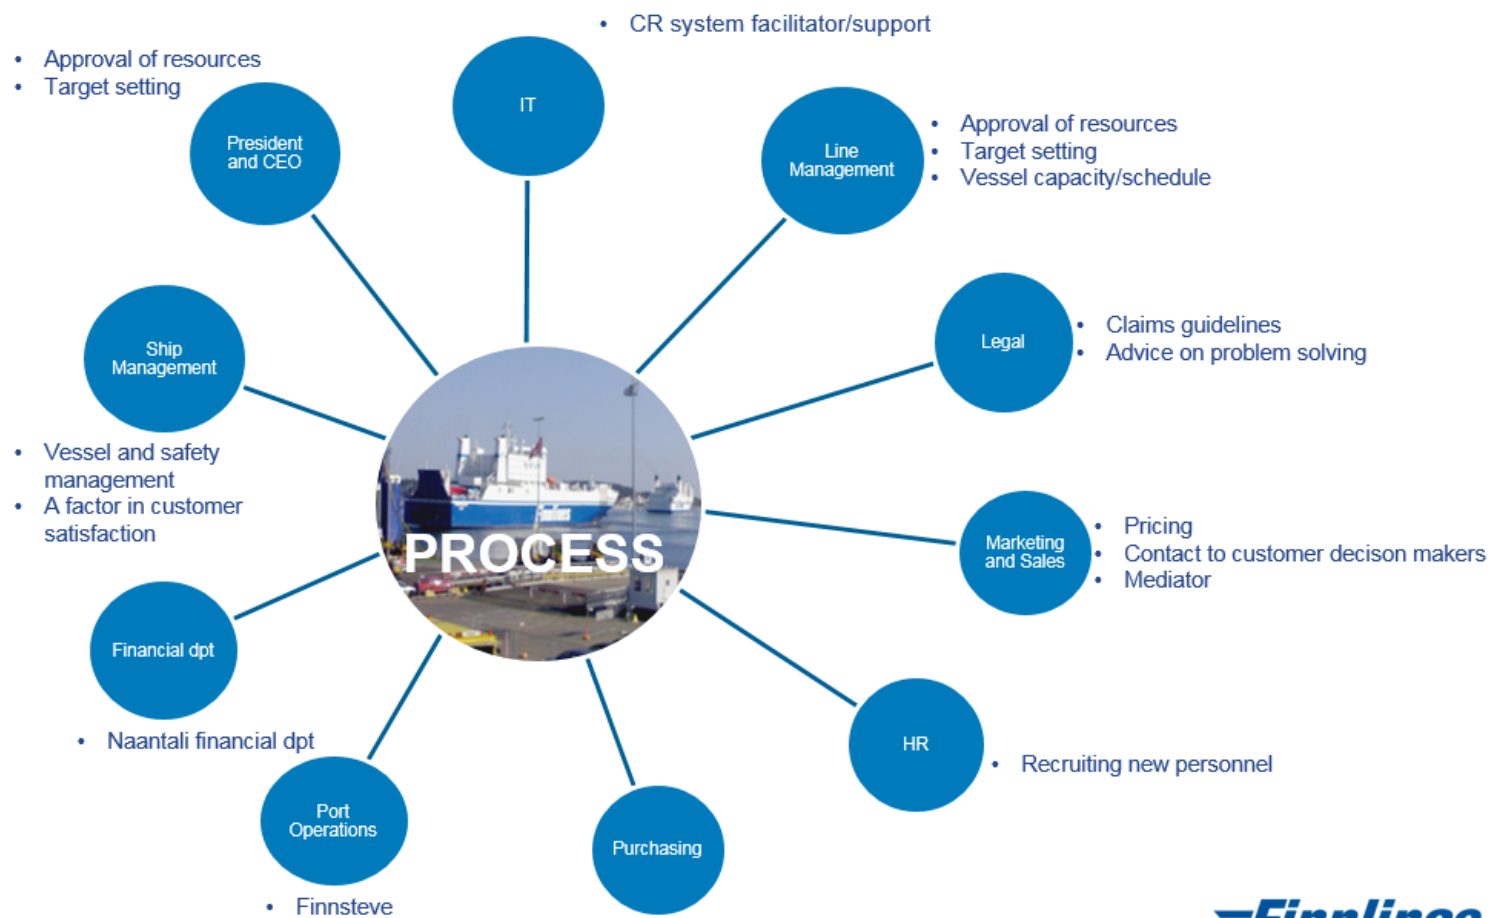 • CR system facilitator/support
• Approval of resources
• Target setting
President
and CEO
IT
Line
Management
• Approval of resources
• Target setting
• Vessel capacity/schedule
Legal
• Claims guidelines
• Advice on problem solving
Ship
Management
• Vessel and safety
management
• A factor in customer
satisfaction
Finnlines
PROCESS
Marketing
and Sales
• Pricing
• Contact to customer decison makers
• Mediator
Financial dpt
• Naantali financial dpt
HR
• Recruiting new personnel
Port
Operations
• Finnsteve
Purchasing
Finnlines